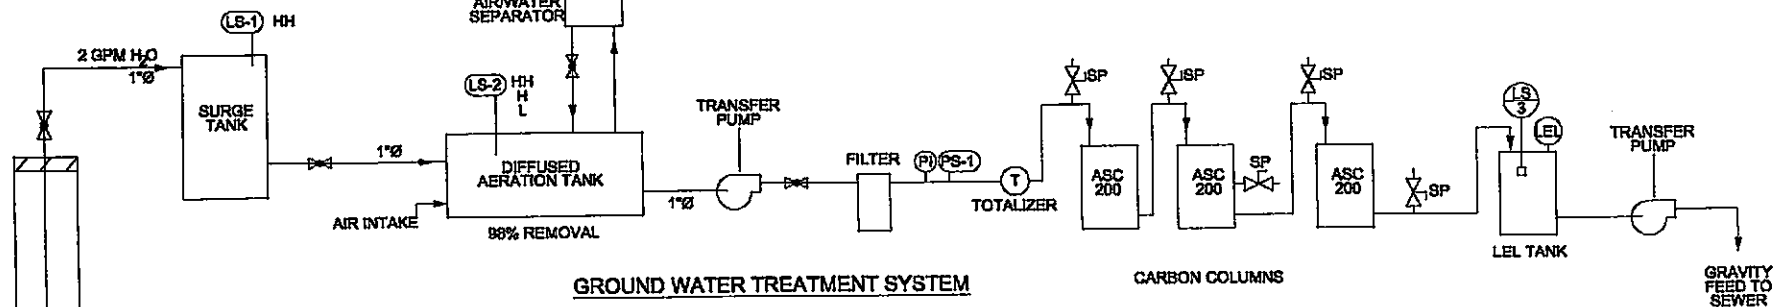 AIR/WATER
SEPARATOR
LS-1 HH
2 GPM H2O
1"Ø
SURGE
TANK
LS-2 HH
H
L
1"Ø
DIFFUSED
AERATION TANK
AIR INTAKE
98% REMOVAL
1"Ø
TRANSFER
PUMP
FILTER
PI PS-1
T
TOTALIZER
SP
ASC
200
SP
ASC
200
SP
SP
ASC
200
SP
LS
3
LEL
LEL TANK
TRANSFER
PUMP
GRAVITY
FEED TO
SEWER
CARBON COLUMNS
GROUND WATER TREATMENT SYSTEM